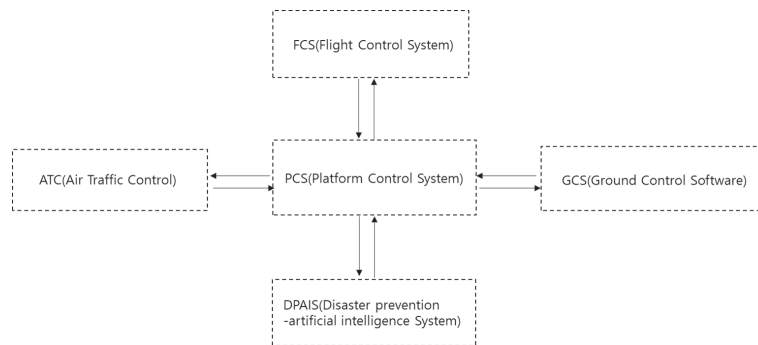 FCS(Flight Control System)
ATC(Air Traffic Control)
PCS(Platform Control System)
GCS(Ground Control Software)
DPAIS(Disaster prevention
-artificial intelligence System)